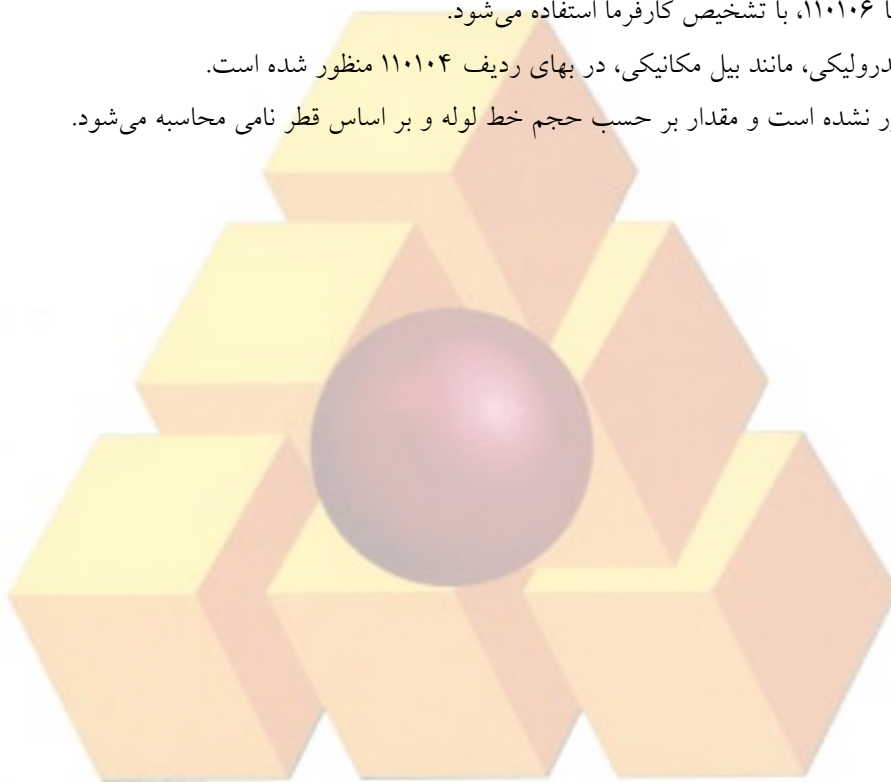 ا ۱۱۰۱۰۶، با تشخیص کارفرما استفاده می‌شود.
درولیکی، مانند بیل مکانیکی، در بهای ردیف ۱۱۰۱۰۴ منظور شده است.
ر نشده است و مقدار بر حسب حجم خط لوله و بر اساس قطر نامی محاسبه می‌شود.